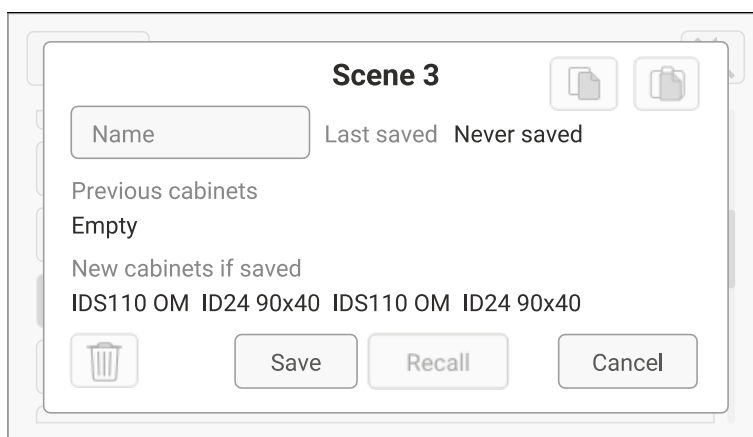 Scene 3
Name
Last saved Never saved
Previous cabinets
Empty
New cabinets if saved
IDS110 OM ID24 90x40 IDS110 OM ID24 90x40
Save Recall Cancel